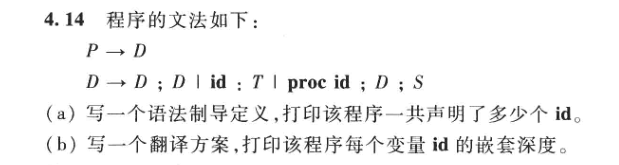 4.14 程序的文法如下:
P → D
D → D ; D | id : T | proc id ; D ; S
(a) 写一个语法制导定义,打印该程序一共声明了多少个 id。
(b) 写一个翻译方案,打印该程序每个变量 id 的嵌套深度。